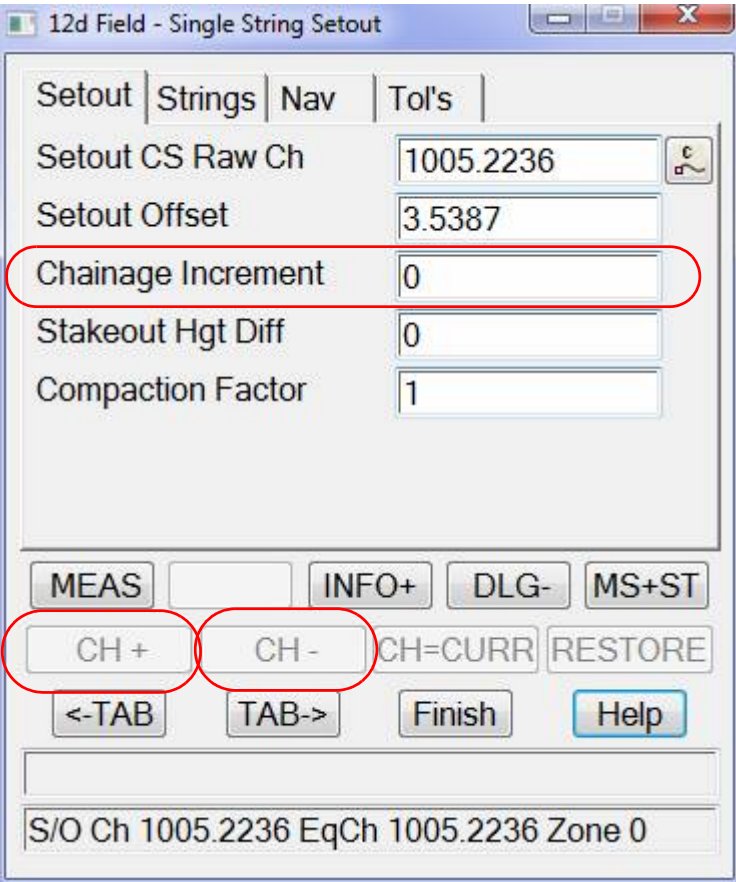 12d Field - Single String Setout
Setout Strings Nav Tol's
Setout CS Raw Ch 1005.2236 c
Setout Offset 3.5387
Chainage Increment 0
Stakeout Hgt Diff 0
Compaction Factor 1
MEAS INFO+ DLG- MS+ST
CH + CH - CH=CURR RESTORE
<-TAB TAB-> Finish Help
S/O Ch 1005.2236 EqCh 1005.2236 Zone 0